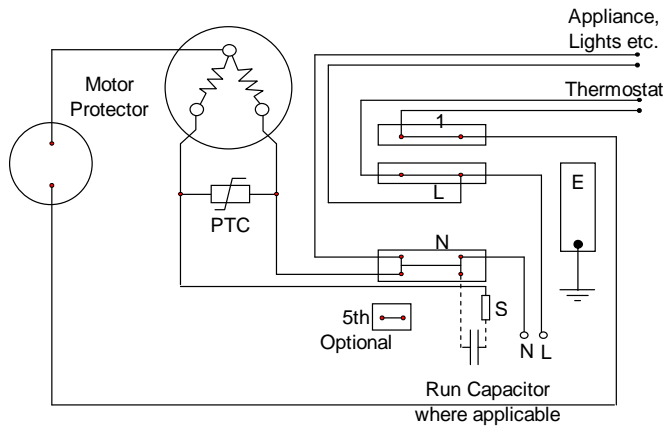 Appliance,
Lights etc.
Motor
Protector
Thermostat
1
L
E
PTC
N
S
5th
Optional
N L
Run Capacitor
where applicable